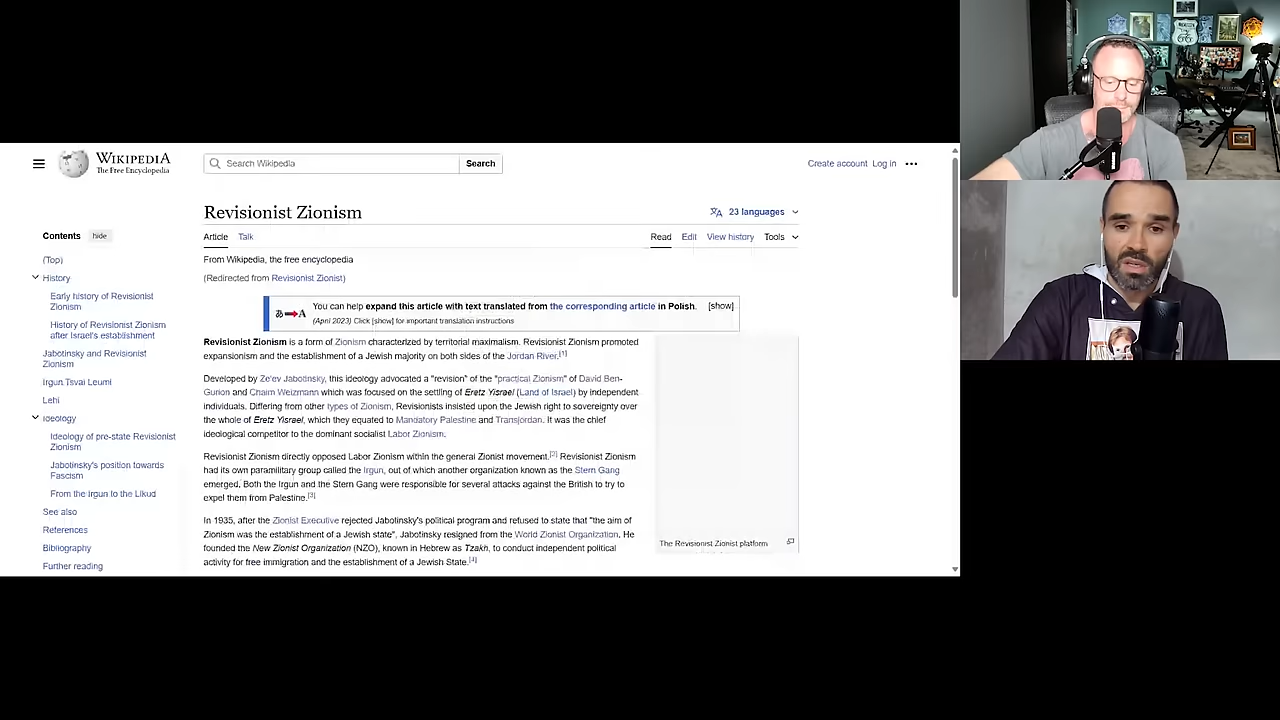 WIKIPEDIA
The Free Encyclopedia
Search Wikipedia
Search
Create account Log in
Revisionist Zionism
23 languages
Contents hide
Article Talk
Read Edit View history Tools
From Wikipedia, the free encyclopedia
(Redirected from Revisionist Zionist)
You can help expand this article with text translated from the corresponding article in Polish. [show]
(April 2023) Click [show] for important translation instructions
(Top)
History
Early history of Revisionist
Zionism
History of Revisionist Zionism
after Israel's establishment
Jabotinsky and Revisionist
Zionism
Irgun Tsvai Leumi
Lehi
Ideology
Ideology of pre-state Revisionist
Zionism
Jabotinsky's position towards
Fascism
From the Irgun to the Likud
See also
References
Bibliography
Further reading
Revisionist Zionism is a form of Zionism characterized by territorial maximalism. Revisionist Zionism promoted
expansionism and the establishment of a Jewish majority on both sides of the Jordan River.[1]
Developed by Ze'ev Jabotinsky, this ideology advocated a "revision" of the "practical Zionism" of David Ben-
Gurion and Chaim Weizmann which was focused on the settling of Eretz Yisrael (Land of Israel) by independent
individuals. Differing from other types of Zionism, Revisionists insisted upon the Jewish right to sovereignty over
the whole of Eretz Yisrael, which they equated to Mandatory Palestine and Transjordan. It was the chief
ideological competitor to the dominant socialist Labor Zionism.
Revisionist Zionism directly opposed Labor Zionism within the general Zionist movement.[2] Revisionist Zionism
had its own paramilitary group called the Irgun, out of which another organization known as the Stern Gang
emerged. Both the Irgun and the Stern Gang were responsible for several attacks against the British to try to
expel them from Palestine.[3]
In 1935, after the Zionist Executive rejected Jabotinsky's political program and refused to state that "the aim of
Zionism was the establishment of a Jewish state", Jabotinsky resigned from the World Zionist Organization. He
founded the New Zionist Organization (NZO), known in Hebrew as Tzakh, to conduct independent political
activity for free immigration and the establishment of a Jewish State.[4]
The Revisionist Zionist platform